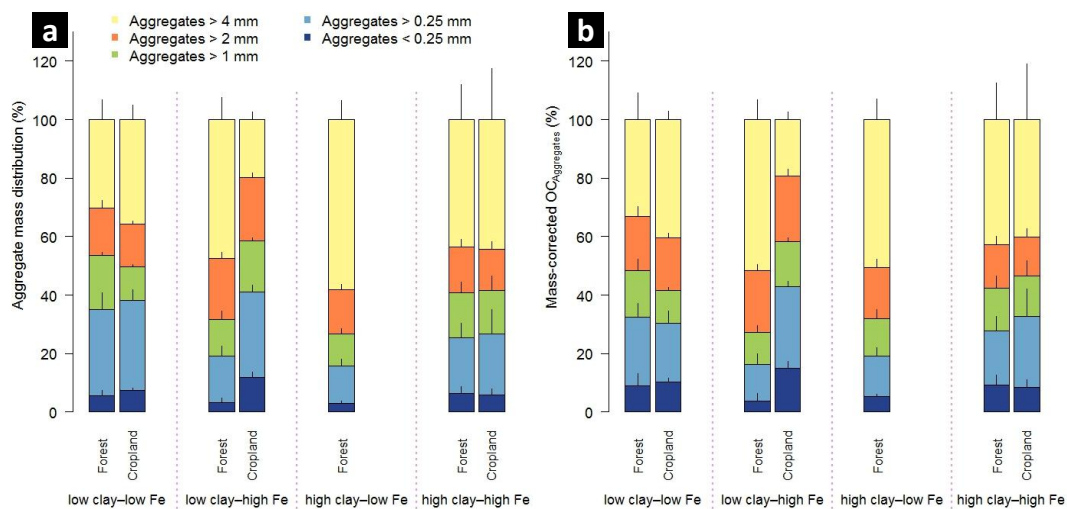 a
Aggregates > 4 mm
Aggregates > 2 mm
Aggregates > 1 mm
Aggregates > 0.25 mm
Aggregates < 0.25 mm
Aggregate mass distribution (%)
120
100
80
60
40
20
0
Forest
Cropland
Forest
Cropland
Forest
Forest
Cropland
low clay–low Fe
low clay–high Fe
high clay–low Fe
high clay–high Fe
b
Mass-corrected OC Aggregates (%)
120
100
80
60
40
20
0
Forest
Cropland
Forest
Cropland
Forest
Forest
Cropland
low clay–low Fe
low clay–high Fe
high clay–low Fe
high clay–high Fe